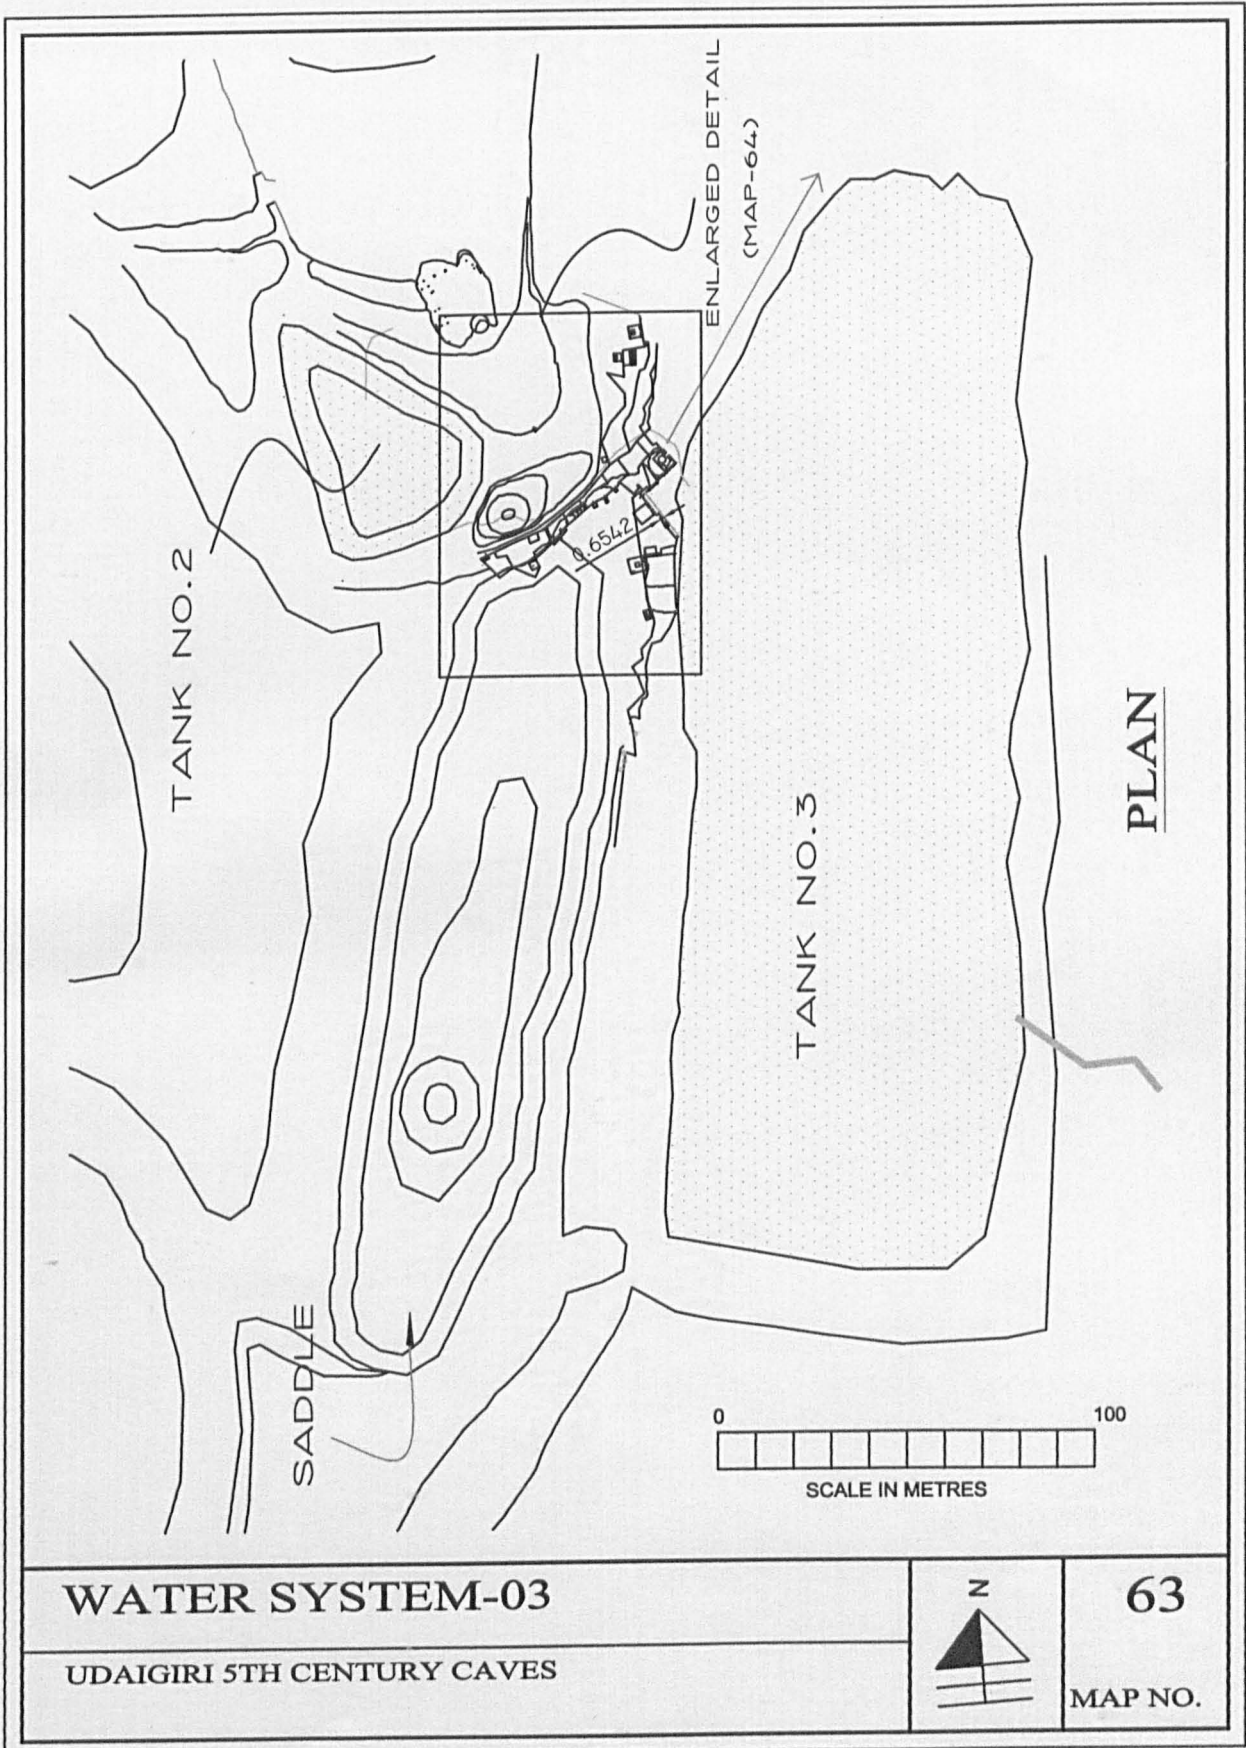 ENLARGED DETAIL
(MAP-64)
TANK NO.2
0.6542
PLAN
TANK NO.3
SADDLE
0 100
SCALE IN METRES
WATER SYSTEM-03
UDAIGIRI 5TH CENTURY CAVES
N
63
MAP NO.